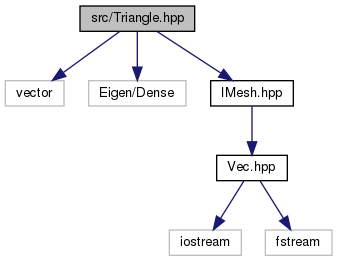 src/Triangle.hpp
vector
Eigen/Dense
IMesh.hpp
Vec.hpp
iostream
fstream